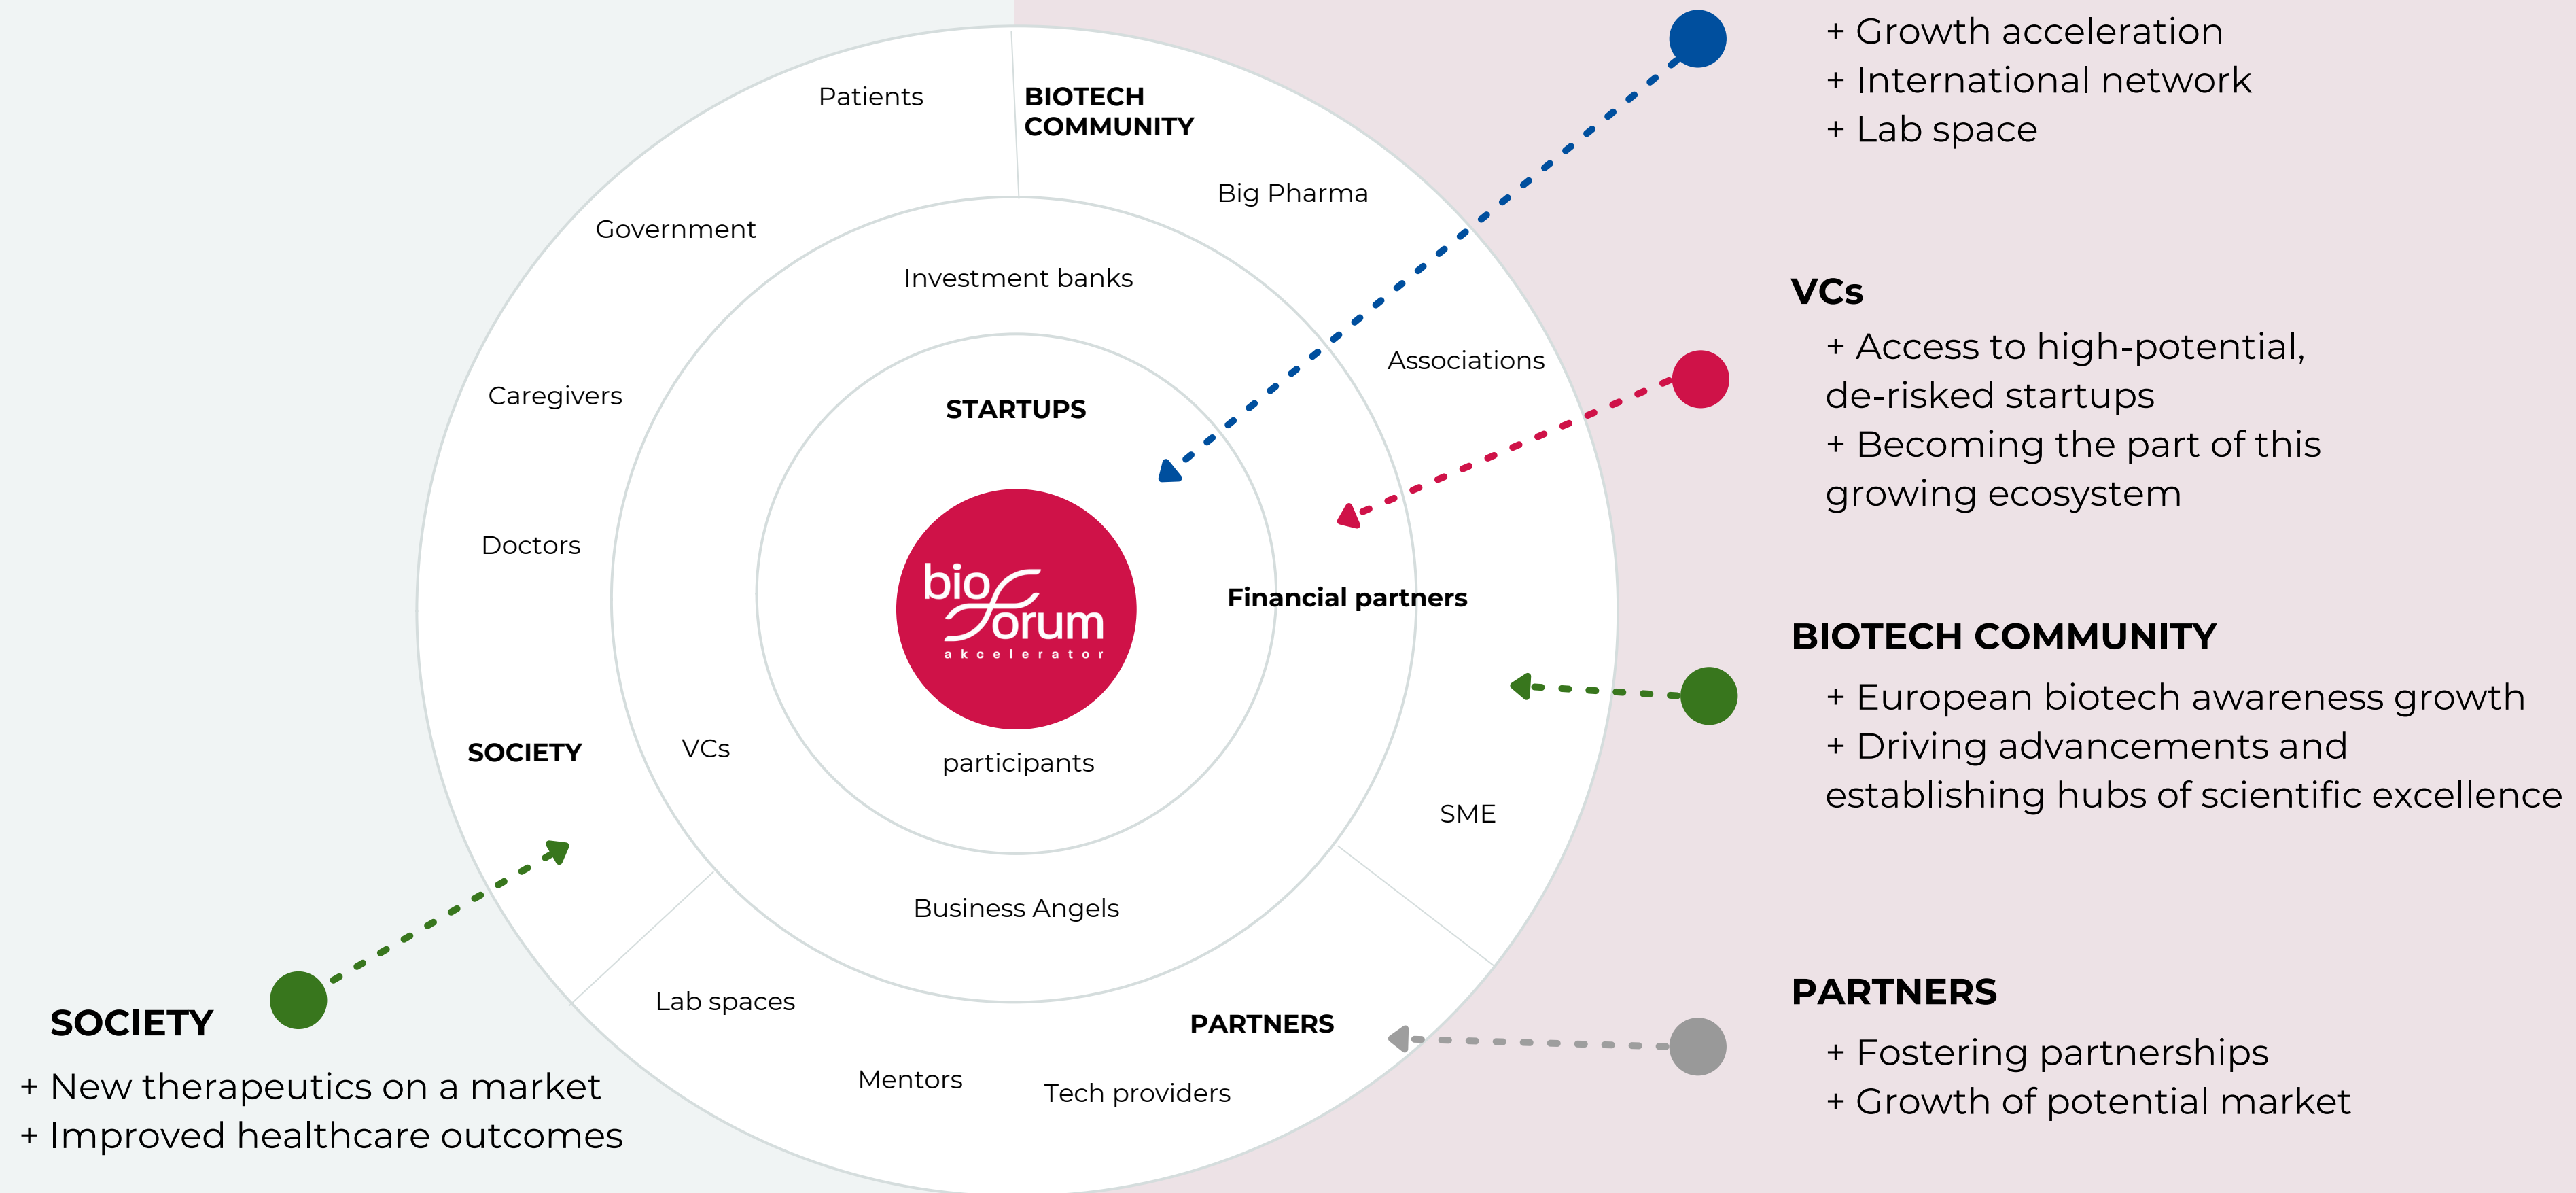 + Growth acceleration
+ International network
+ Lab space
Patients
BIOTECH
COMMUNITY
Big Pharma
Government
Investment banks
Associations
Caregivers
STARTUPS
Doctors
bio
forum
akcelerator
Financial partners
SOCIETY
VCs
participants
SME
Business Angels
Lab spaces
PARTNERS
Mentors
Tech providers
VCs
+ Access to high-potential,
de-risked startups
+ Becoming the part of this
growing ecosystem
BIOTECH COMMUNITY
+ European biotech awareness growth
+ Driving advancements and
establishing hubs of scientific excellence
PARTNERS
+ Fostering partnerships
+ Growth of potential market
SOCIETY
+ New therapeutics on a market
+ Improved healthcare outcomes